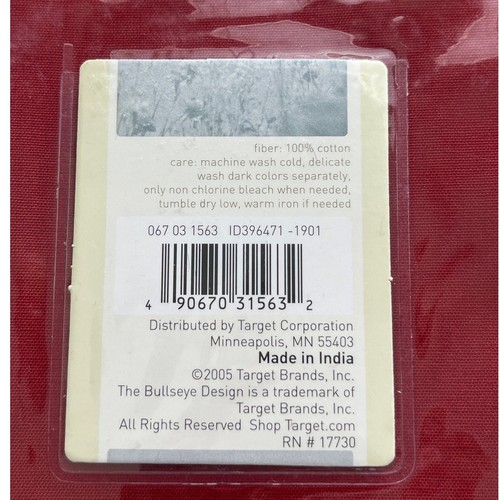 fiber: 100% cotton
care: machine wash cold, delicate
wash dark colors separately,
only non chlorine bleach when needed,
tumble dry low, warm iron if needed
067 03 1563 ID396471 -1901
4 90670 31563 2
Distributed by Target Corporation
Minneapolis, MN 55403
Made in India
©2005 Target Brands, Inc.
The Bullseye Design is a trademark of
Target Brands, Inc.
All Rights Reserved Shop Target.com
RN # 17730